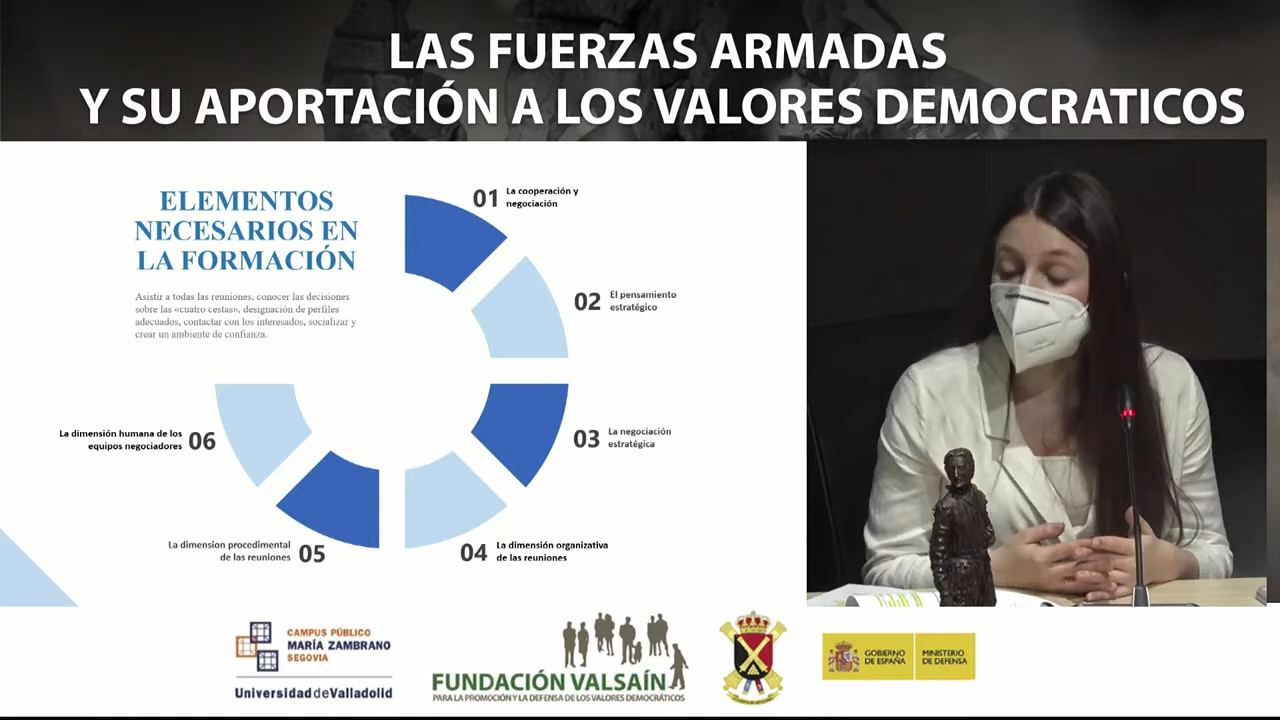 LAS FUERZAS ARMADAS
Y SU APORTACIÓN A LOS VALORES DEMOCRATICOS
ELEMENTOS
NECESARIOS EN
LA FORMACIÓN
Asistir a todas las reuniones, conocer las decisiones
sobre las «cuatro cestas», designación de perfiles
adecuados, contactar con los interesados, socializar y
crear un ambiente de confianza.
01 La cooperación y
negociación
02 El pensamiento
estratégico
03 La negociación
estratégica
04 La dimensión organizativa
de las reuniones
La dimension procedimental
de las reuniones 05
La dimensión humana de los
equipos negociadores 06
CAMPUS PÚBLICO
MARÍA ZAMBRANO
SEGOVIA
Universidad de Valladolid
FUNDACIÓN VALSAÍN
PARA LA PROMOCIÓN Y LA DEFENSA DE LOS VALORES DEMOCRÁTICOS
GOBIERNO
DE ESPAÑA
MINISTERIO
DE DEFENSA